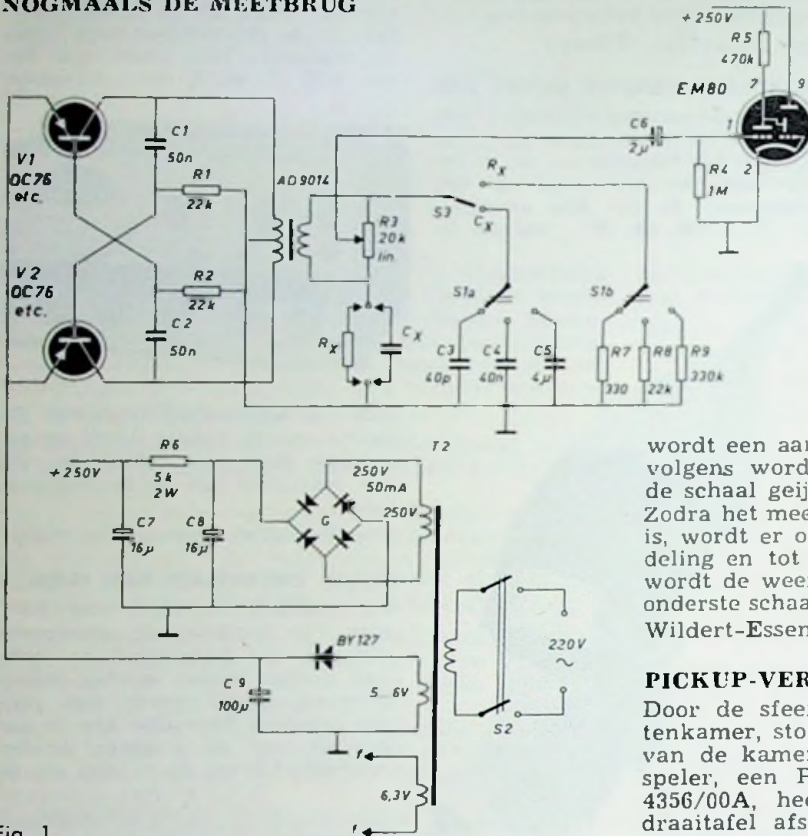 NOGMAALS DE MEETBRUG
+250V
R5
470k
EM80
7
9
1
2
C6
2μ
R4
1M
V1
OC76
etc.
C1
50n
R1
22k
AD9014
R2
22k
V2
OC76
etc.
C2
50n
R3
20k
lin.
S3
Rx
Cx
Rx
Cx
S1a
S1b
C3
40p
C4
40n
C5
4μ
R7
330
R8
22k
R9
330k
+250V
R6
5k
2W
C7
16μ
C8
16μ
G
250V
50mA
250V
T2
BY127
C9
100μ
5...6V
6,3V
f
f
220V
~
S2
Fig. 1
wordt een aar
volgens word
de schaal geij
Zodra het mee
is, wordt er o
deling en tot
wordt de weer
onderste schaa
Wildert-Essen
PICKUP-VER
Door de sfeer
tenkamer, sto
van de kamer
speler, een P
4356/00A, hee
draaitafel afs